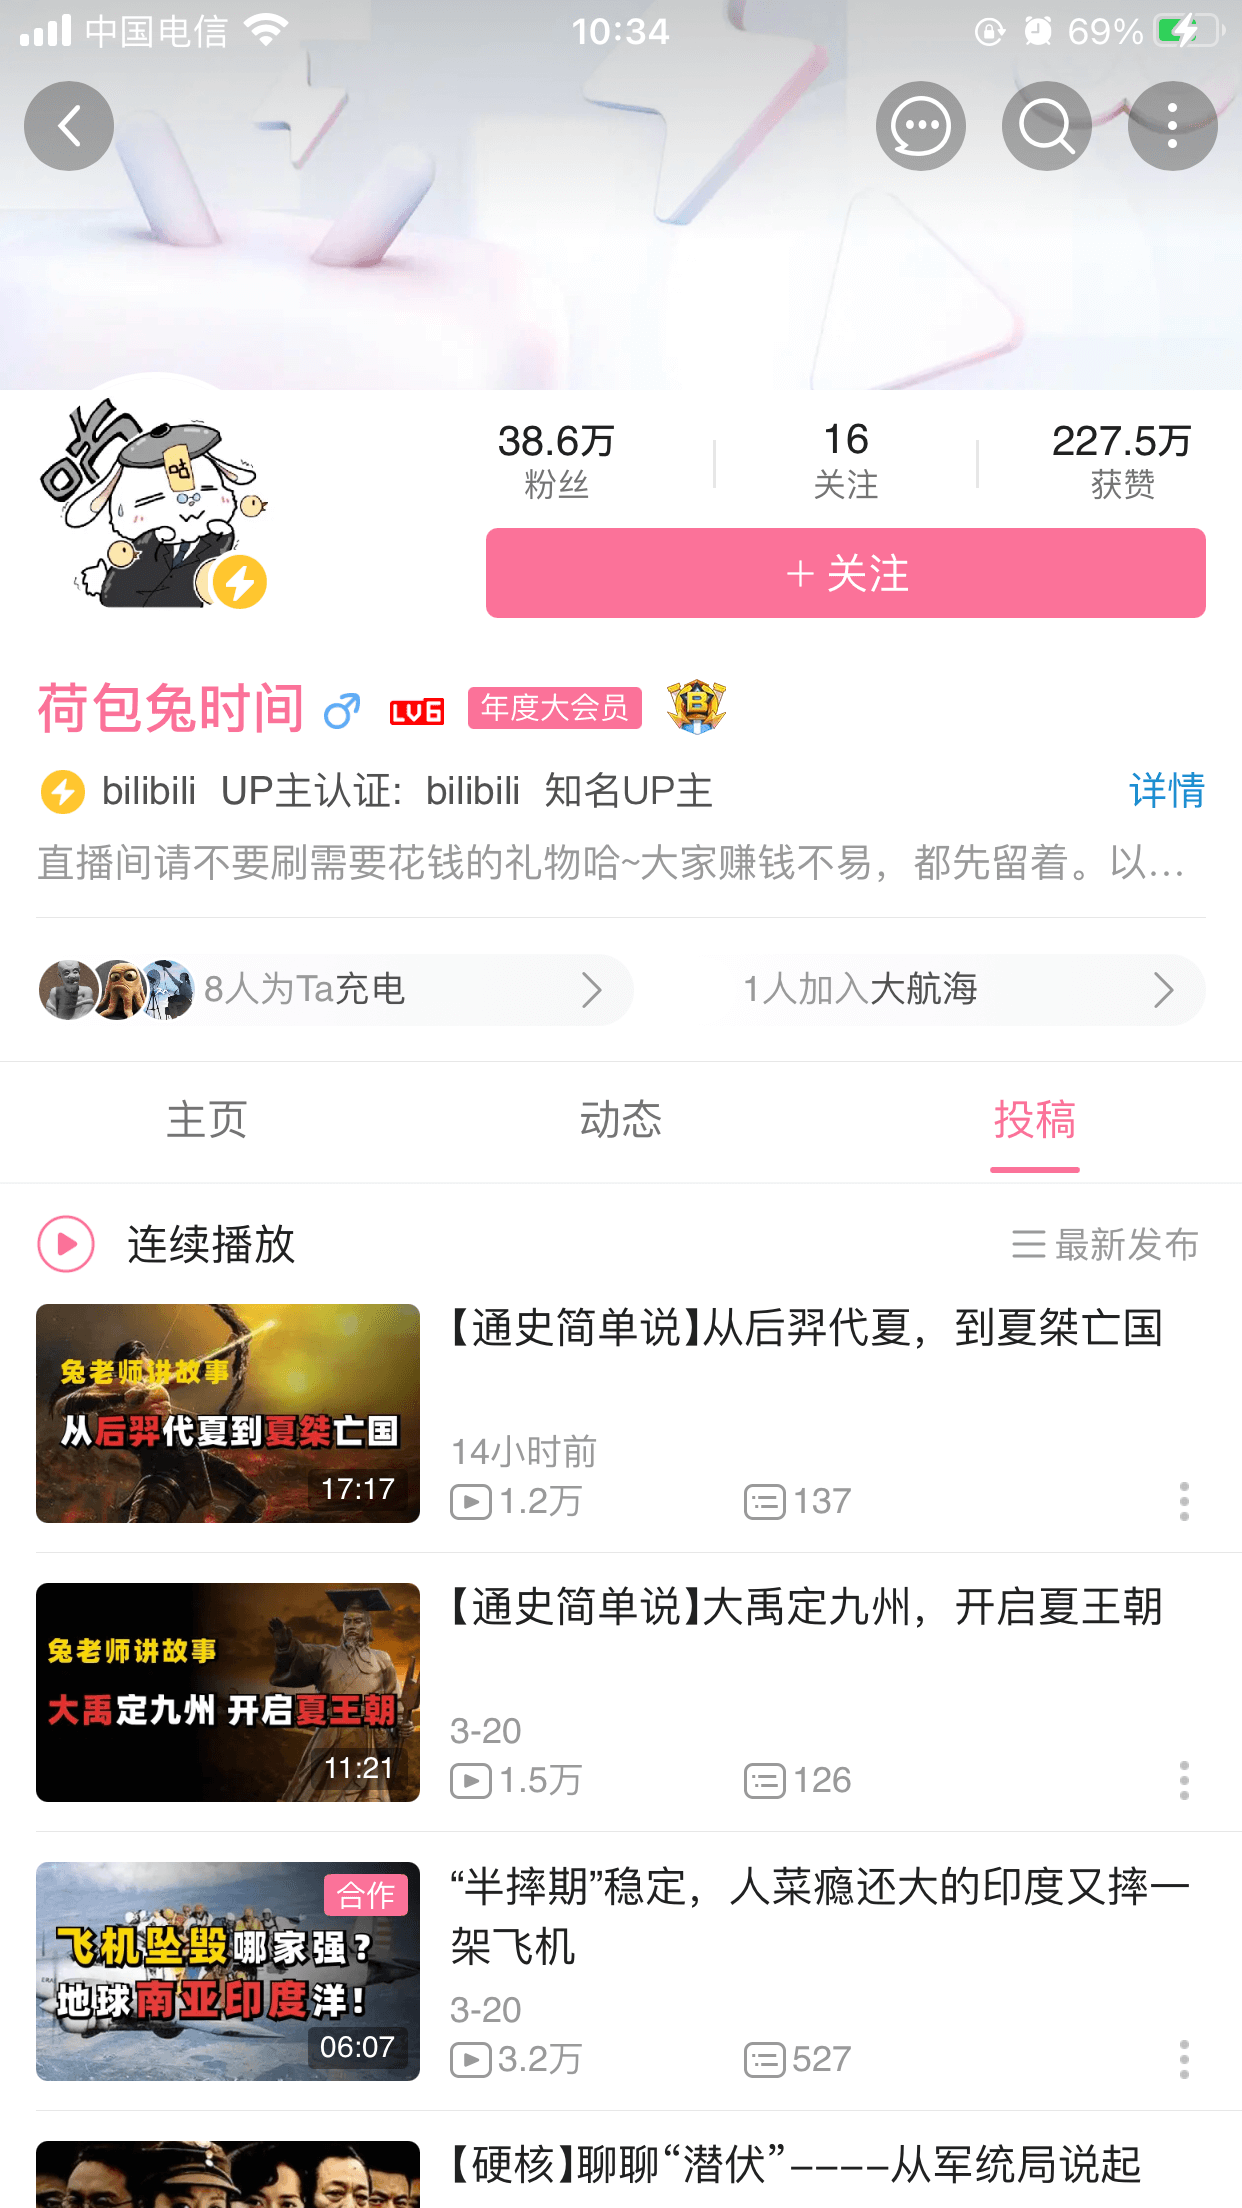 中国电信 10:34 69%
38.6万 16 227.5万
粉丝 关注 获赞
+ 关注
荷包兔时间 LV6 年度大会员 B
bilibili UP主认证: bilibili 知名UP主 详情
直播间请不要刷需要花钱的礼物哈~大家赚钱不易，都先留着。以...
8人为Ta充电 1人加入大航海
主页 动态 投稿
连续播放 最新发布
兔老师讲故事
从后羿代夏到夏桀亡国
17:17
【通史简单说】从后羿代夏，到夏桀亡国
14小时前
1.2万 137
兔老师讲故事
大禹定九州 开启夏王朝
11:21
【通史简单说】大禹定九州，开启夏王朝
3-20
1.5万 126
合作
飞机坠毁哪家强?
地球南亚印度洋!
06:07
“半摔期”稳定，人菜瘾还大的印度又摔一
架飞机
3-20
3.2万 527
【硬核】聊聊“潜伏”----从军统局说起